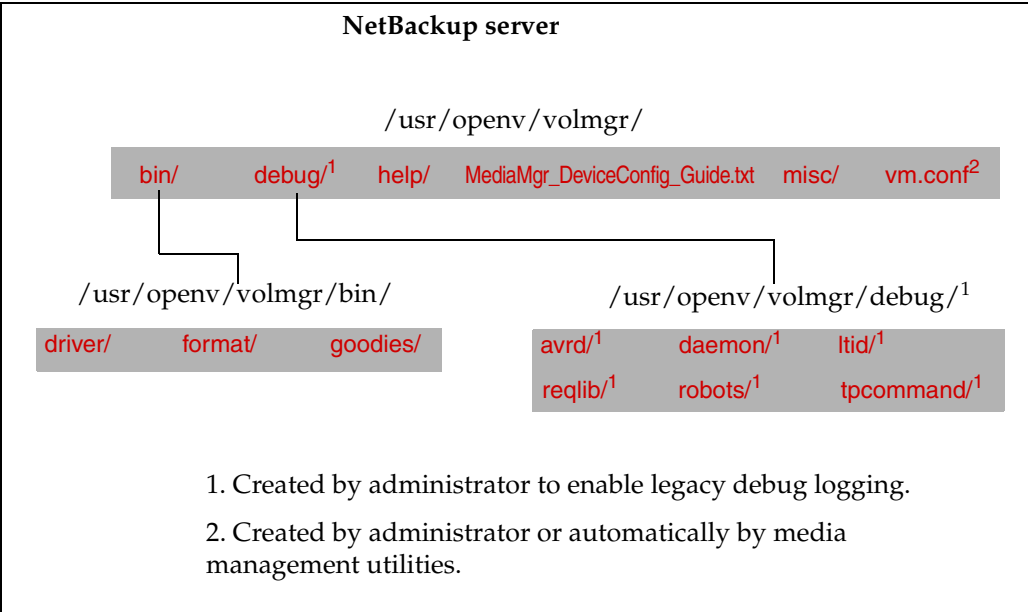 NetBackup server
/usr/openv/volmgr/
bin/ debug/1 help/ MediaMgr_DeviceConfig_Guide.txt misc/ vm.conf2
/usr/openv/volmgr/bin/ /usr/openv/volmgr/debug/1
driver/ format/ goodies/ avrd/1 daemon/1 ltid/1
reqlib/1 robots/1 tpcommand/1
1. Created by administrator to enable legacy debug logging.
2. Created by administrator or automatically by media
management utilities.